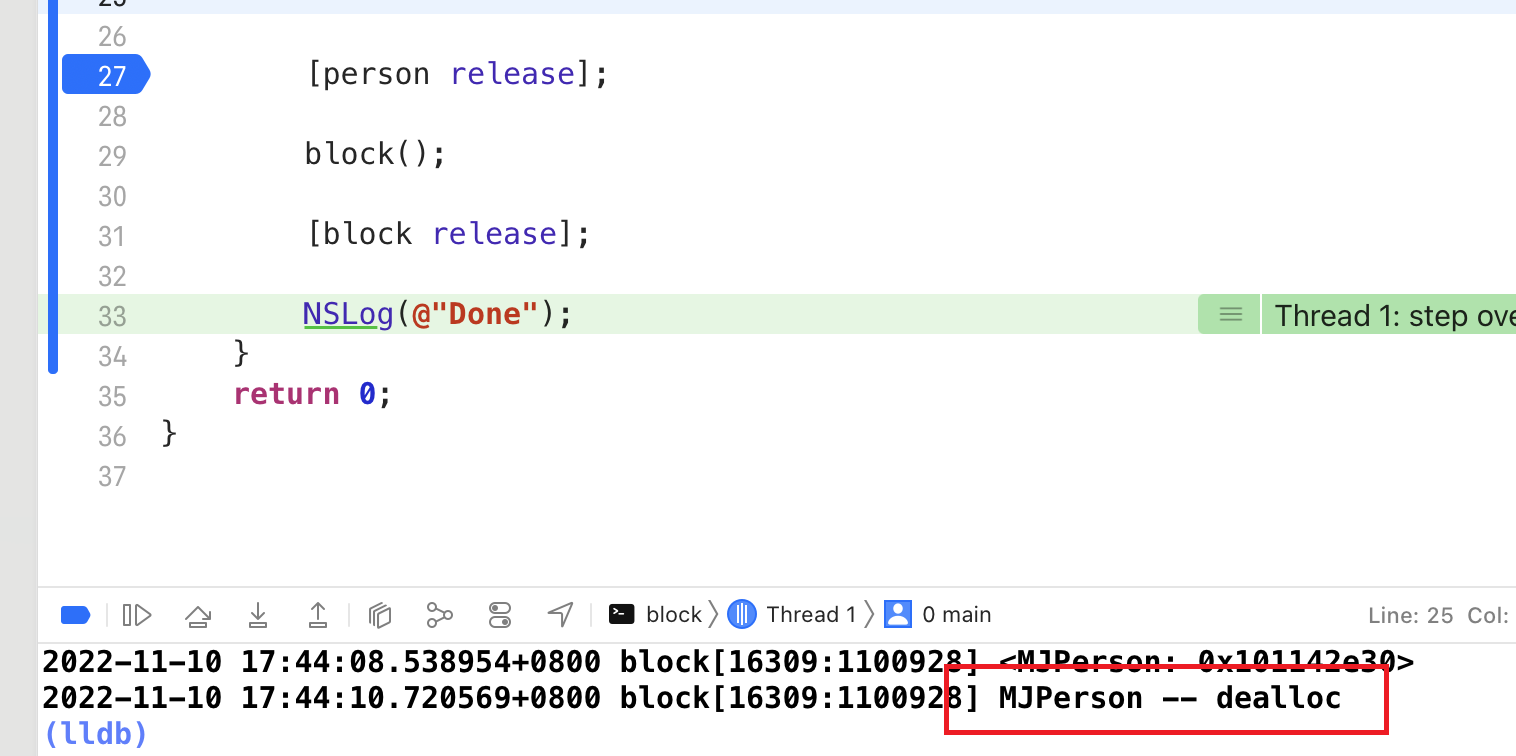 25
26
27 [person release];
28
29 block();
30
31 [block release];
32
33 NSLog(@"Done"); Thread 1: step ove
34 }
35 return 0;
36 }
37
block 〉 Thread 1 〉 0 main Line: 25 Col:
2022-11-10 17:44:08.538954+0800 block[16309:1100928] <MJPerson: 0x101142e30>
2022-11-10 17:44:10.720569+0800 block[16309:1100928] MJPerson -- dealloc
(lldb)